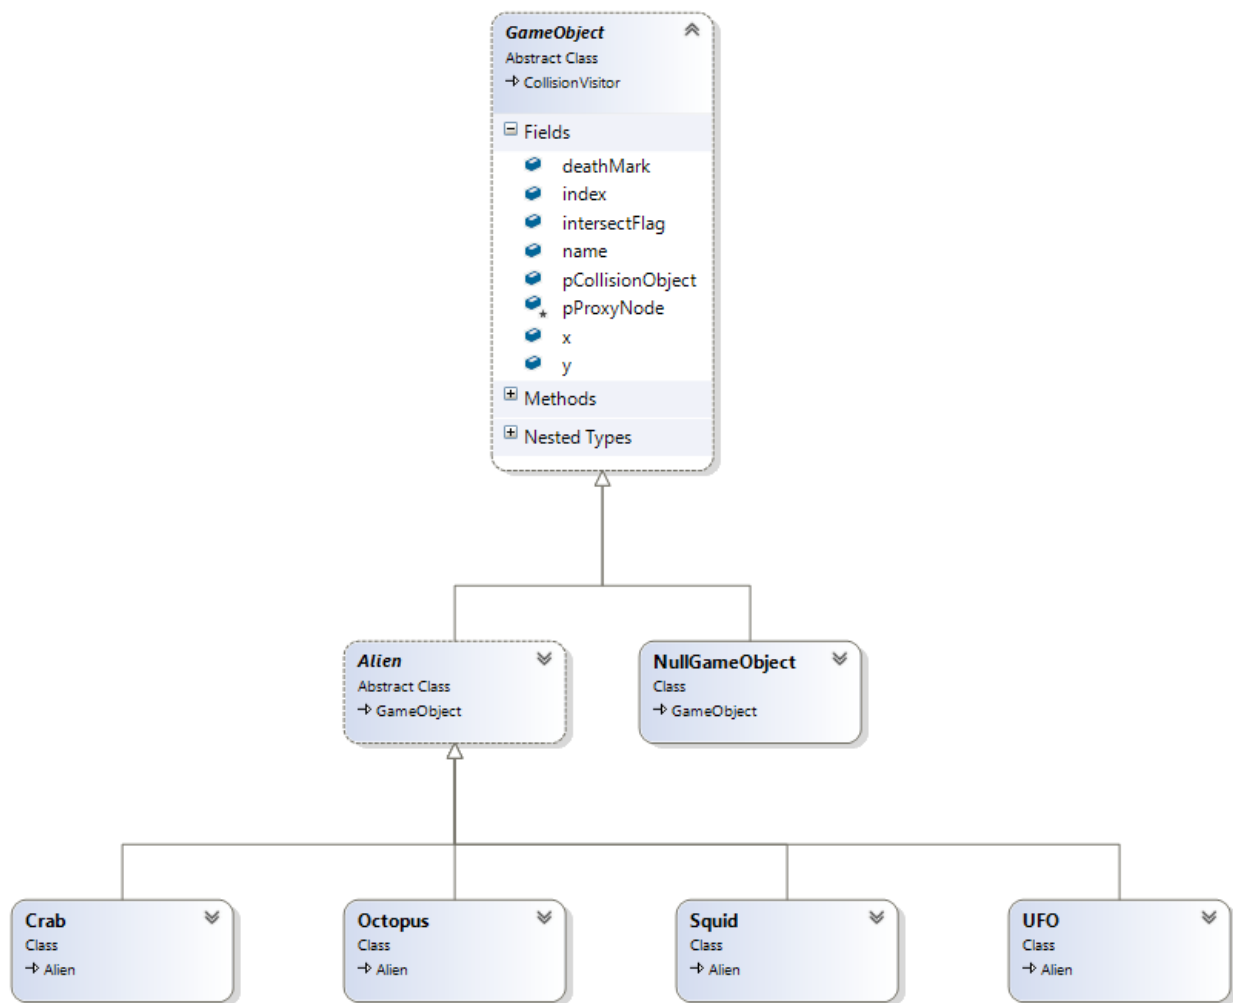 GameObject
Abstract Class
CollisionVisitor
Fields
deathMark
index
intersectFlag
name
pCollisionObject
pProxyNode
x
y
Methods
Nested Types
Alien
Abstract Class
GameObject
NullGameObject
Class
GameObject
Crab
Class
Alien
Octopus
Class
Alien
Squid
Class
Alien
UFO
Class
Alien